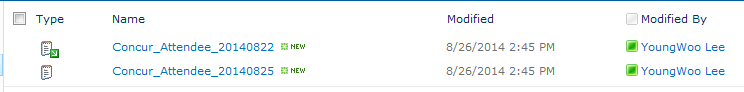 Type Name Modified Modified By
Concur_Attendee_20140822 NEW 8/26/2014 2:45 PM YoungWoo Lee
Concur_Attendee_20140825 NEW 8/26/2014 2:45 PM YoungWoo Lee